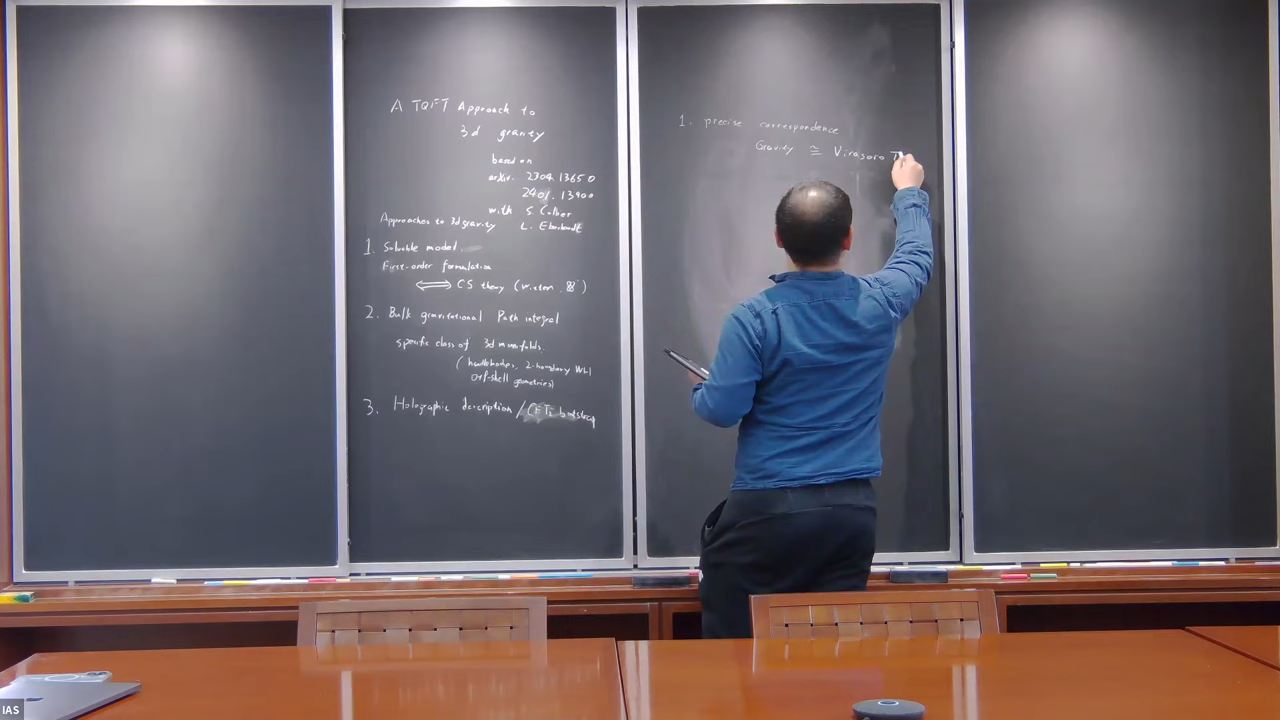 A TQFT Approach to
3d gravity
based on
arXiv. 2304.13650
2401.13900
with S. Collier
L. Eberhardt
Approaches to 3d gravity
1. Solvable model
First-order formulation
⟺ CS theory (Witten 88')
2. Bulk gravitational Path integral
specific class of 3d manifolds.
(handlebodies, 2-boundary WH
off-shell geometries)
3. Holographic description / CFT₂ bootstrap
1. precise correspondence
Gravity ≅ Virasoro T
IAS